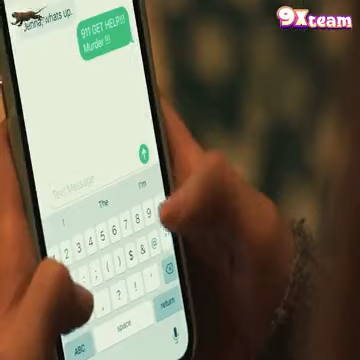 9Xteam
Jenna, whats up.
911 GET HELP!!!
Murder !!!
Text Message
! The I'm
1 2 3 4 5 6 7 8 9
- / : ; ( ) $ & @
. , ? !
ABC space return